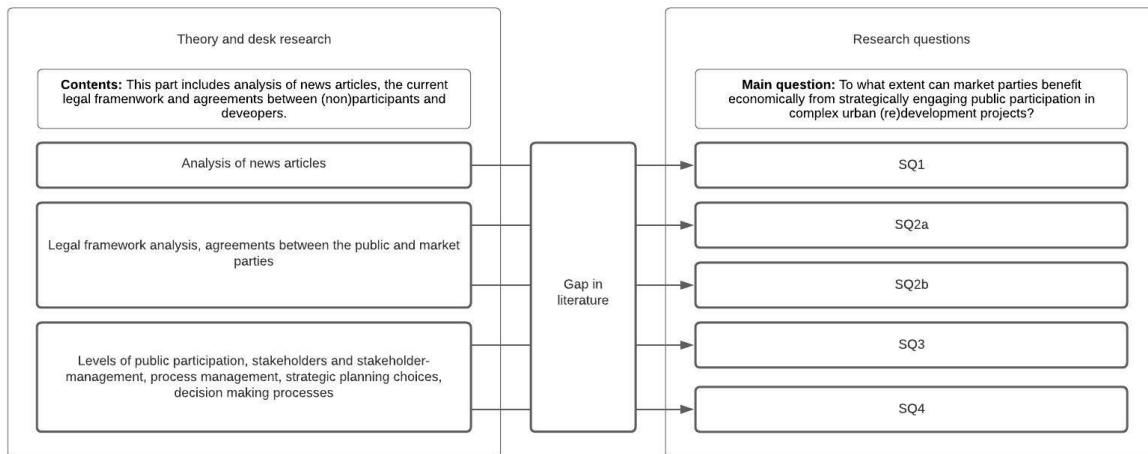 Theory and desk research
Contents: This part includes analysis of news articles, the current
legal framenwork and agreements between (non)participants and
deveopers.
Analysis of news articles
Legal framework analysis, agreements between the public and market
parties
Levels of public participation, stakeholders and stakeholder-
management, process management, strategic planning choices,
decision making processes
Gap in
literature
Research questions
Main question: To what extent can market parties benefit
economically from strategically engaging public participation in
complex urban (re)development projects?
SQ1
SQ2a
SQ2b
SQ3
SQ4